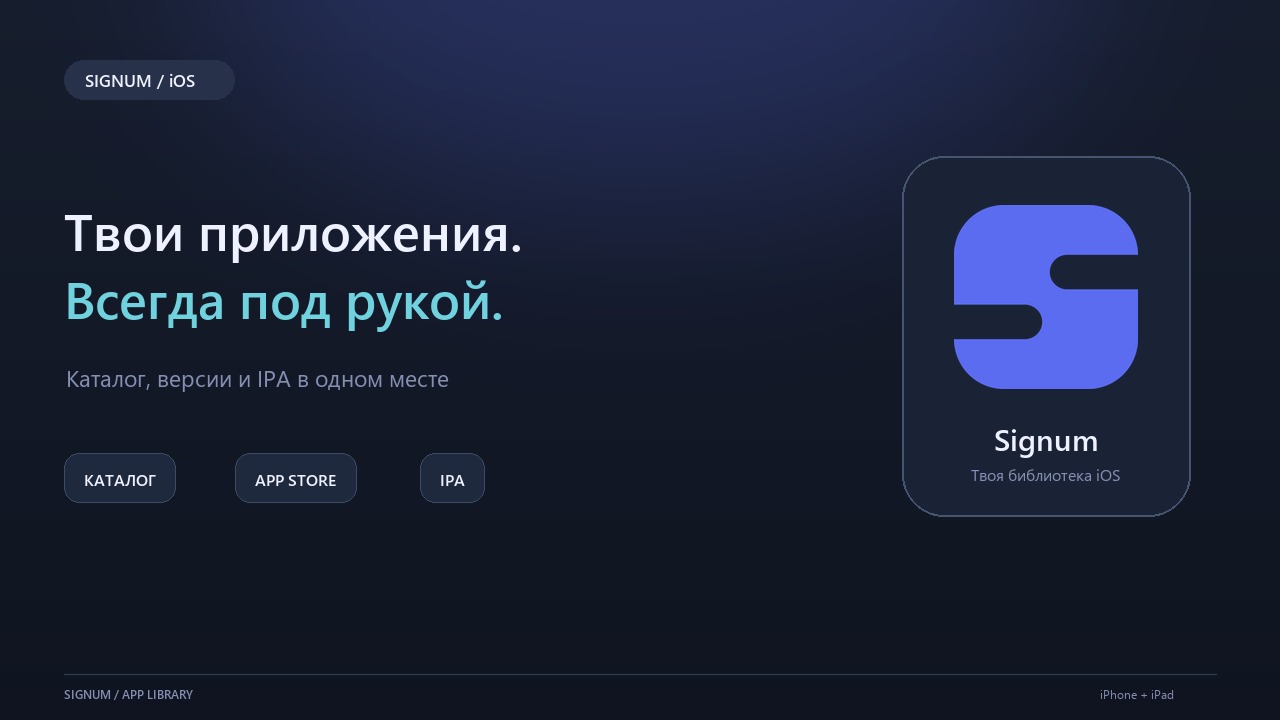 SIGNUM / iOS
Твои приложения.
Всегда под рукой.
Каталог, версии и IPA в одном месте
КАТАЛОГ
APP STORE
IPA
Signum
Твоя библиотека iOS
SIGNUM / APP LIBRARY
iPhone + iPad